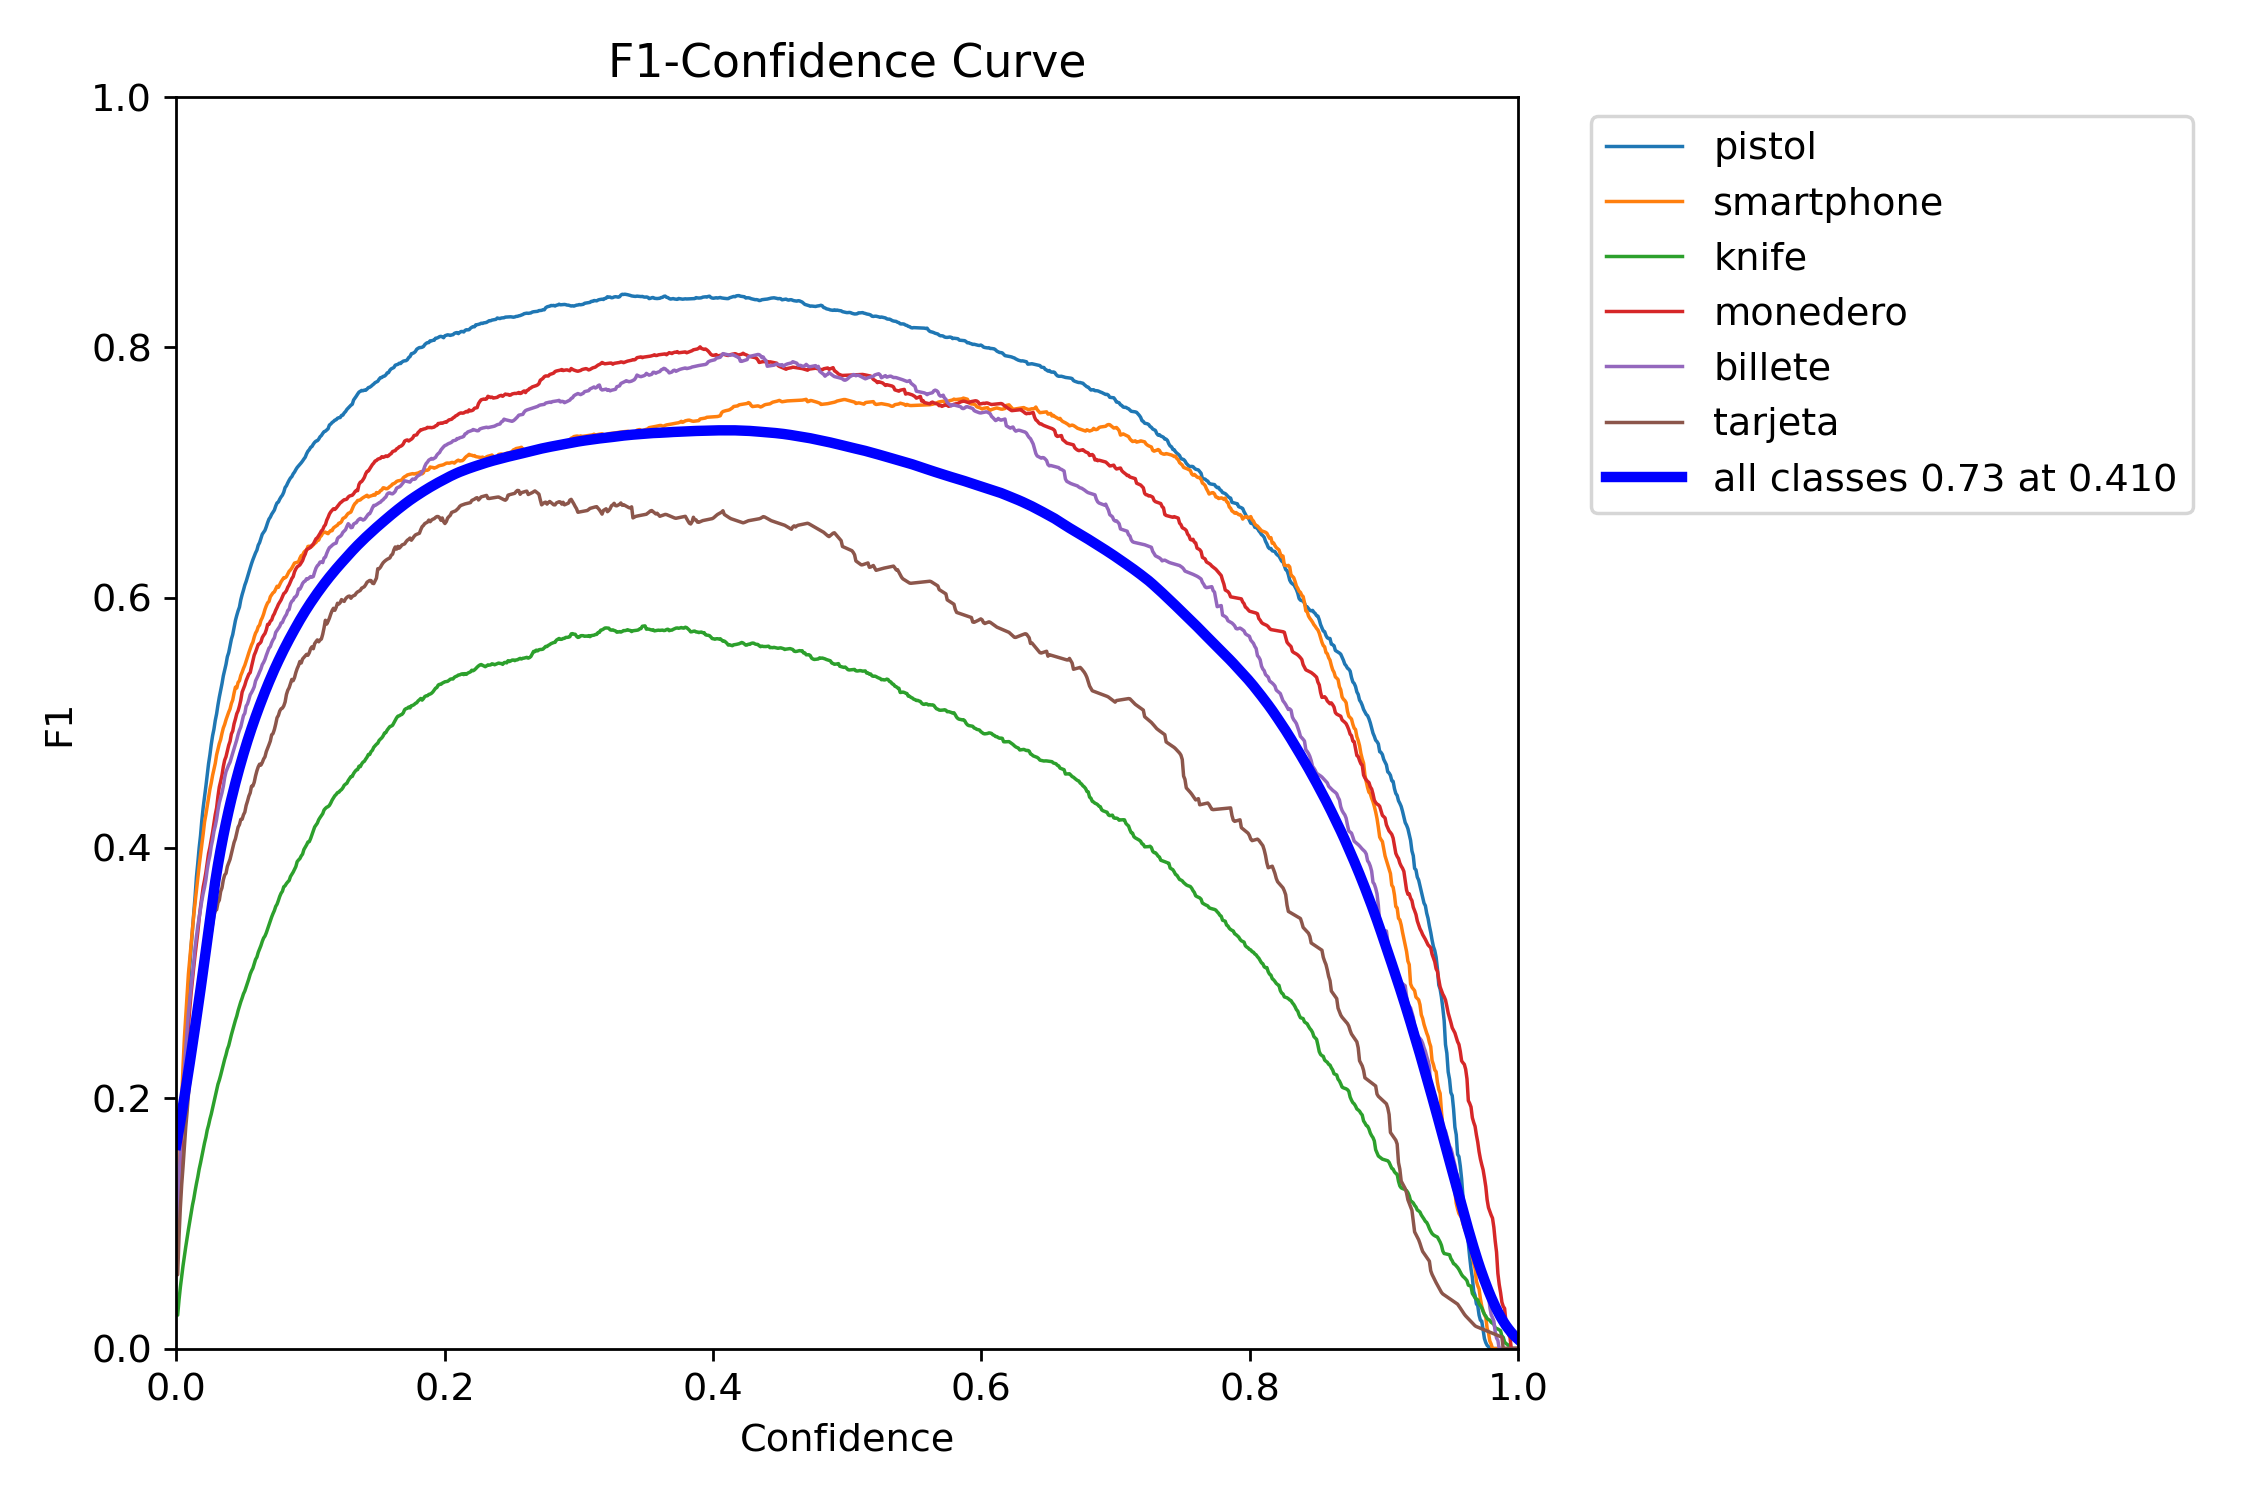 F1-Confidence Curve
1.0
0.8
0.6
0.4
0.2
0.0
F1
0.0 0.2 0.4 0.6 0.8 1.0
Confidence
pistol
smartphone
knife
monedero
billete
tarjeta
all classes 0.73 at 0.410